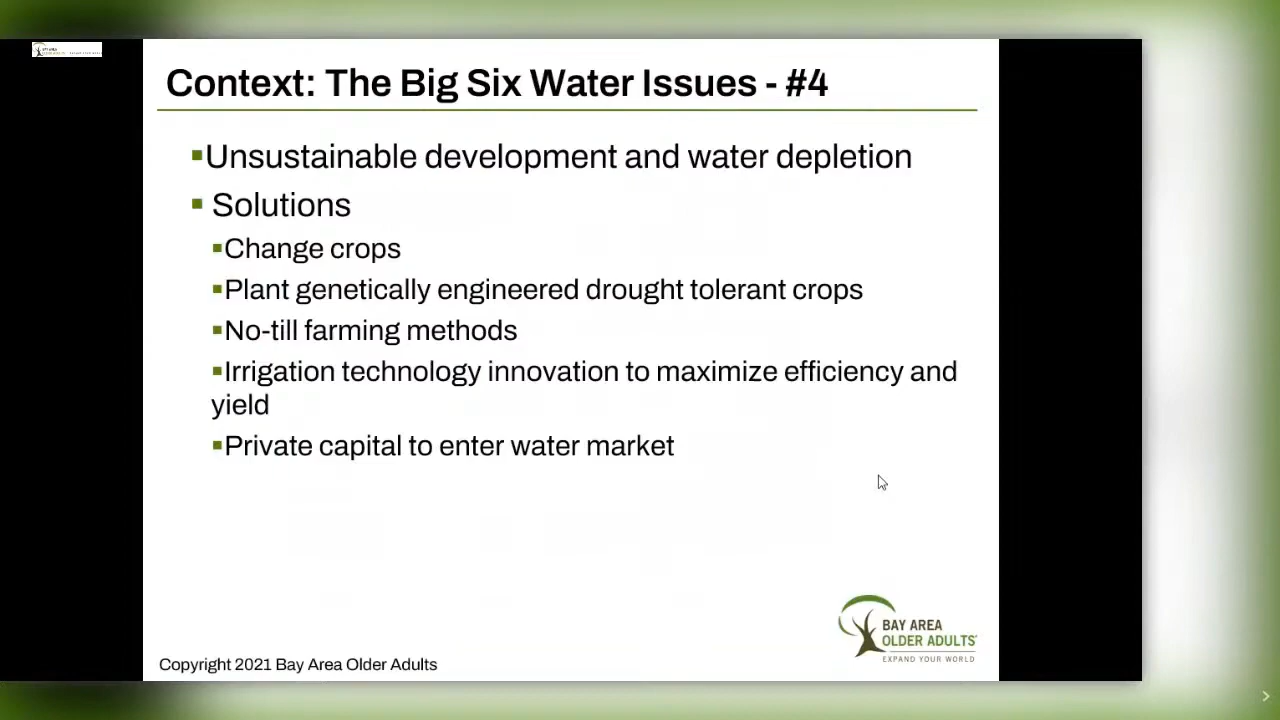 Context: The Big Six Water Issues - #4
Unsustainable development and water depletion
Solutions
Change crops
Plant genetically engineered drought tolerant crops
No-till farming methods
Irrigation technology innovation to maximize efficiency and
yield
Private capital to enter water market
BAY AREA
OLDER ADULTS
EXPAND YOUR WORLD
Copyright 2021 Bay Area Older Adults